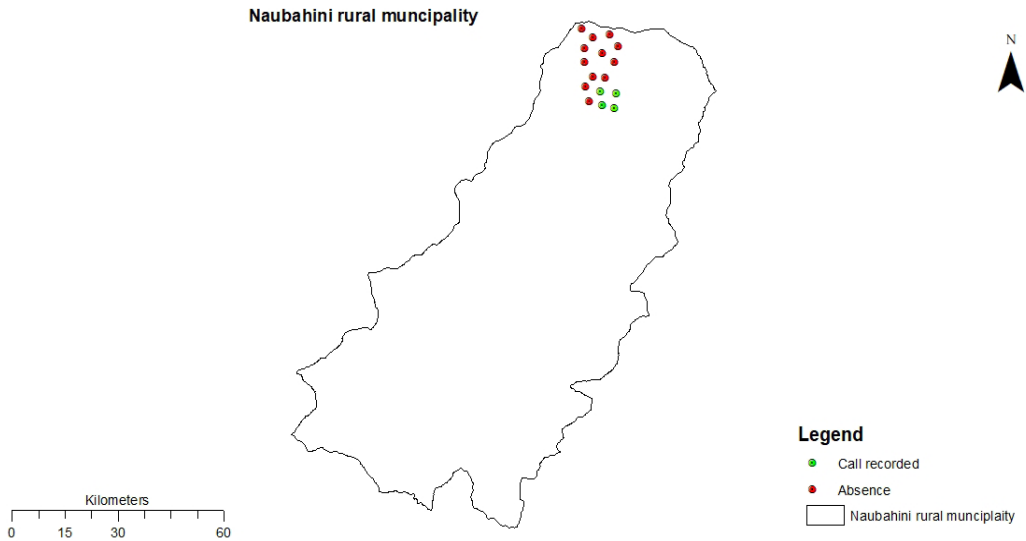 Naubahini rural muncipality
N
Legend
Call recorded
Absence
Naubahini rural munciplaity
Kilometers
0 15 30 60